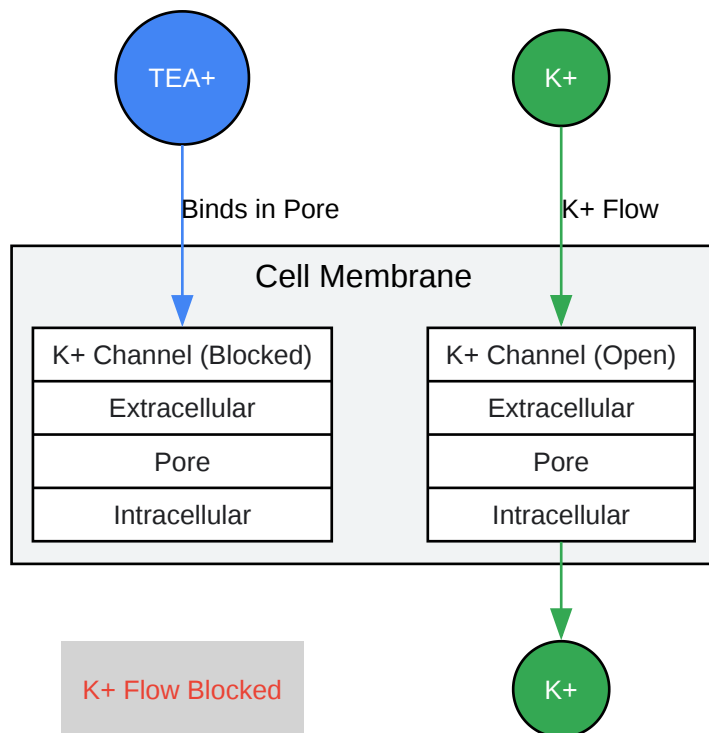 TEA+
K+
Binds in Pore
K+ Flow
Cell Membrane
K+ Channel (Blocked)
Extracellular
Pore
Intracellular
K+ Channel (Open)
Extracellular
Pore
Intracellular
K+ Flow Blocked
K+